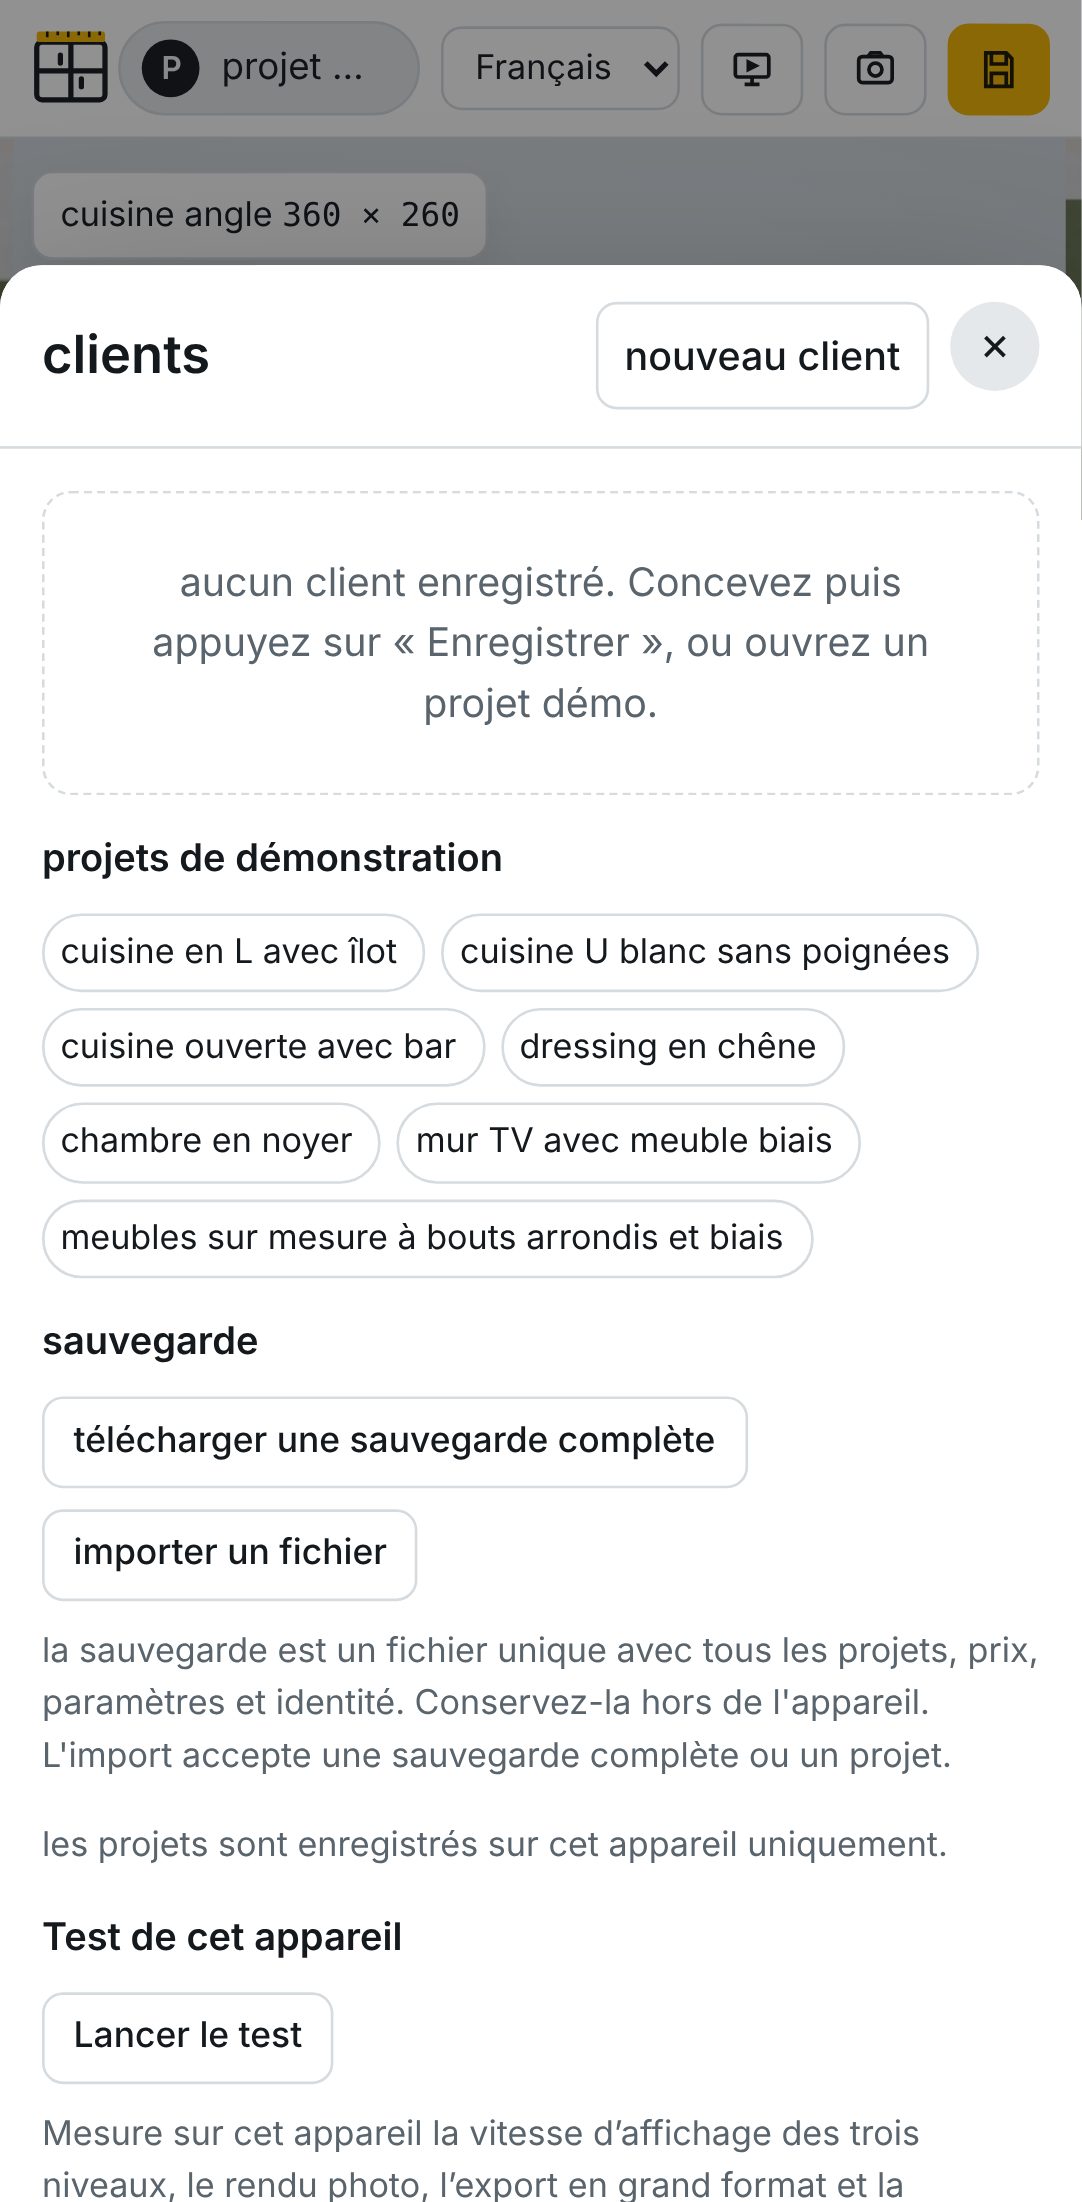 P projet ... Français
cuisine angle 360 × 260
clients nouveau client
aucun client enregistré. Concevez puis
appuyez sur « Enregistrer », ou ouvrez un
projet démo.
projets de démonstration
cuisine en L avec îlot cuisine U blanc sans poignées
cuisine ouverte avec bar dressing en chêne
chambre en noyer mur TV avec meuble biais
meubles sur mesure à bouts arrondis et biais
sauvegarde
télécharger une sauvegarde complète
importer un fichier
la sauvegarde est un fichier unique avec tous les projets, prix,
paramètres et identité. Conservez-la hors de l'appareil.
L'import accepte une sauvegarde complète ou un projet.
les projets sont enregistrés sur cet appareil uniquement.
Test de cet appareil
Lancer le test
Mesure sur cet appareil la vitesse d’affichage des trois
niveaux, le rendu photo, l’export en grand format et la